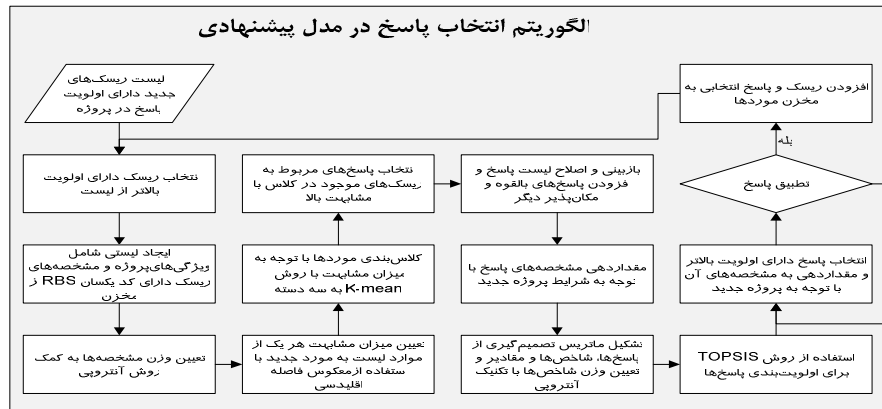 الگوریتم انتخاب پاسخ در مدل پیشنهادی
لیست ریسک‌های
جدید دارای اولویت
پاسخ در پروژه
انتخاب ریسک دارای اولویت
بالاتر از لیست
ایجاد لیستی شامل
ویژگی‌های‌پروژه و مشخصه‌های
ریسک دارای کد یکسان RBS ز
مخزن
تعیین وزن مشخصه‌ها به کمک
روش آنتروپی
تعیین میزان مشابهت هر یک از
موارد لیست به مورد جدید با
ستفاده ازمعکوس فاصله
اقلیدسی
کلاس‌بندی موردها با توجه به
میزان مشابهت با روش
K-mean به سه دسته
انتخاب پاسخ‌های مربوط به
ریسک‌های موجود در کلاس با
مشابهت بالا
بازبینی و اصلاح لیست پاسخ و
فزودن پاسخ‌های بالقوه و
مکان‌پذیر دیگر
مقداردهی مشخصه‌های پاسخ با
توجه به شرایط پروژه جدید
تشکیل ماتریس تصمیم‌گیری از
پاسخ‌ها، شاخص‌ها و مقادیر و
تعیین وزن شاخص‌ها با تکنیک
آنتروپی
استفاده از روش TOPSIS
برای اولویت‌بندی پاسخ‌ها
انتخاب پاسخ دارای اولویت بالاتر
و مقداردهی به مشخصه‌های آن
با توجه به پروژه جدید
تطبیق پاسخ
بله
افزودن ریسک و پاسخ انتخابی به
مخزن موردها